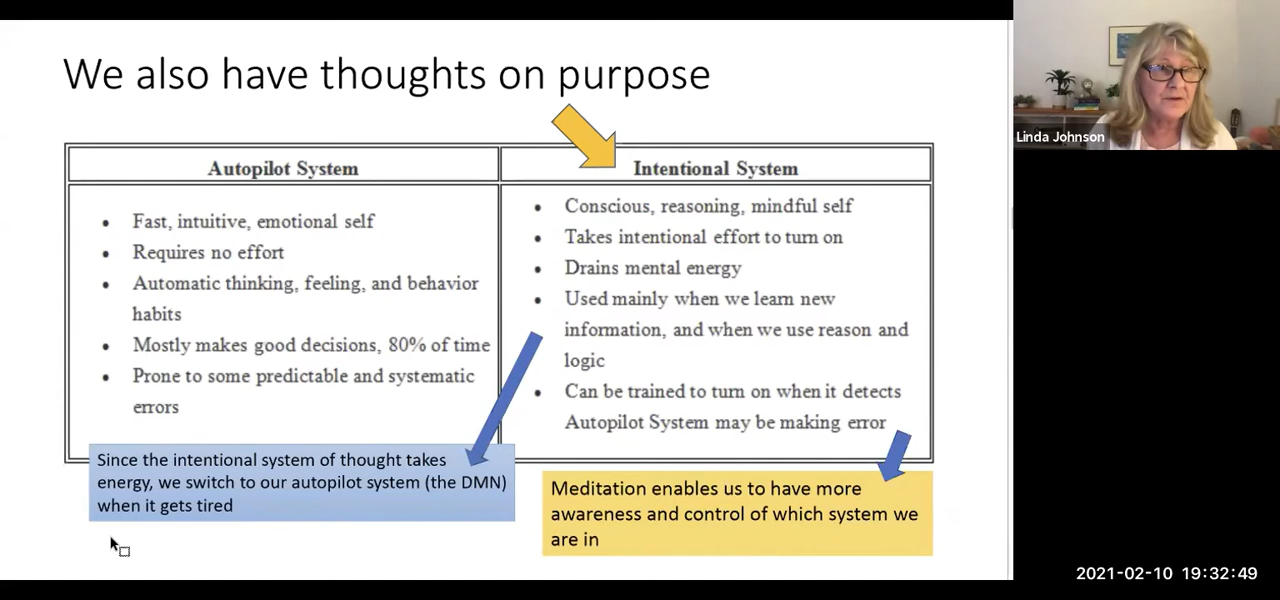 We also have thoughts on purpose
Autopilot System
Intentional System
• Fast, intuitive, emotional self
• Requires no effort
• Automatic thinking, feeling, and behavior
habits
• Mostly makes good decisions, 80% of time
• Prone to some predictable and systematic
errors
• Conscious, reasoning, mindful self
• Takes intentional effort to turn on
• Drains mental energy
• Used mainly when we learn new
information, and when we use reason and
logic
• Can be trained to turn on when it detects
Autopilot System may be making error
Since the intentional system of thought takes
energy, we switch to our autopilot system (the DMN)
when it gets tired
Meditation enables us to have more
awareness and control of which system we
are in
Linda Johnson
2021-02-10 19:32:49